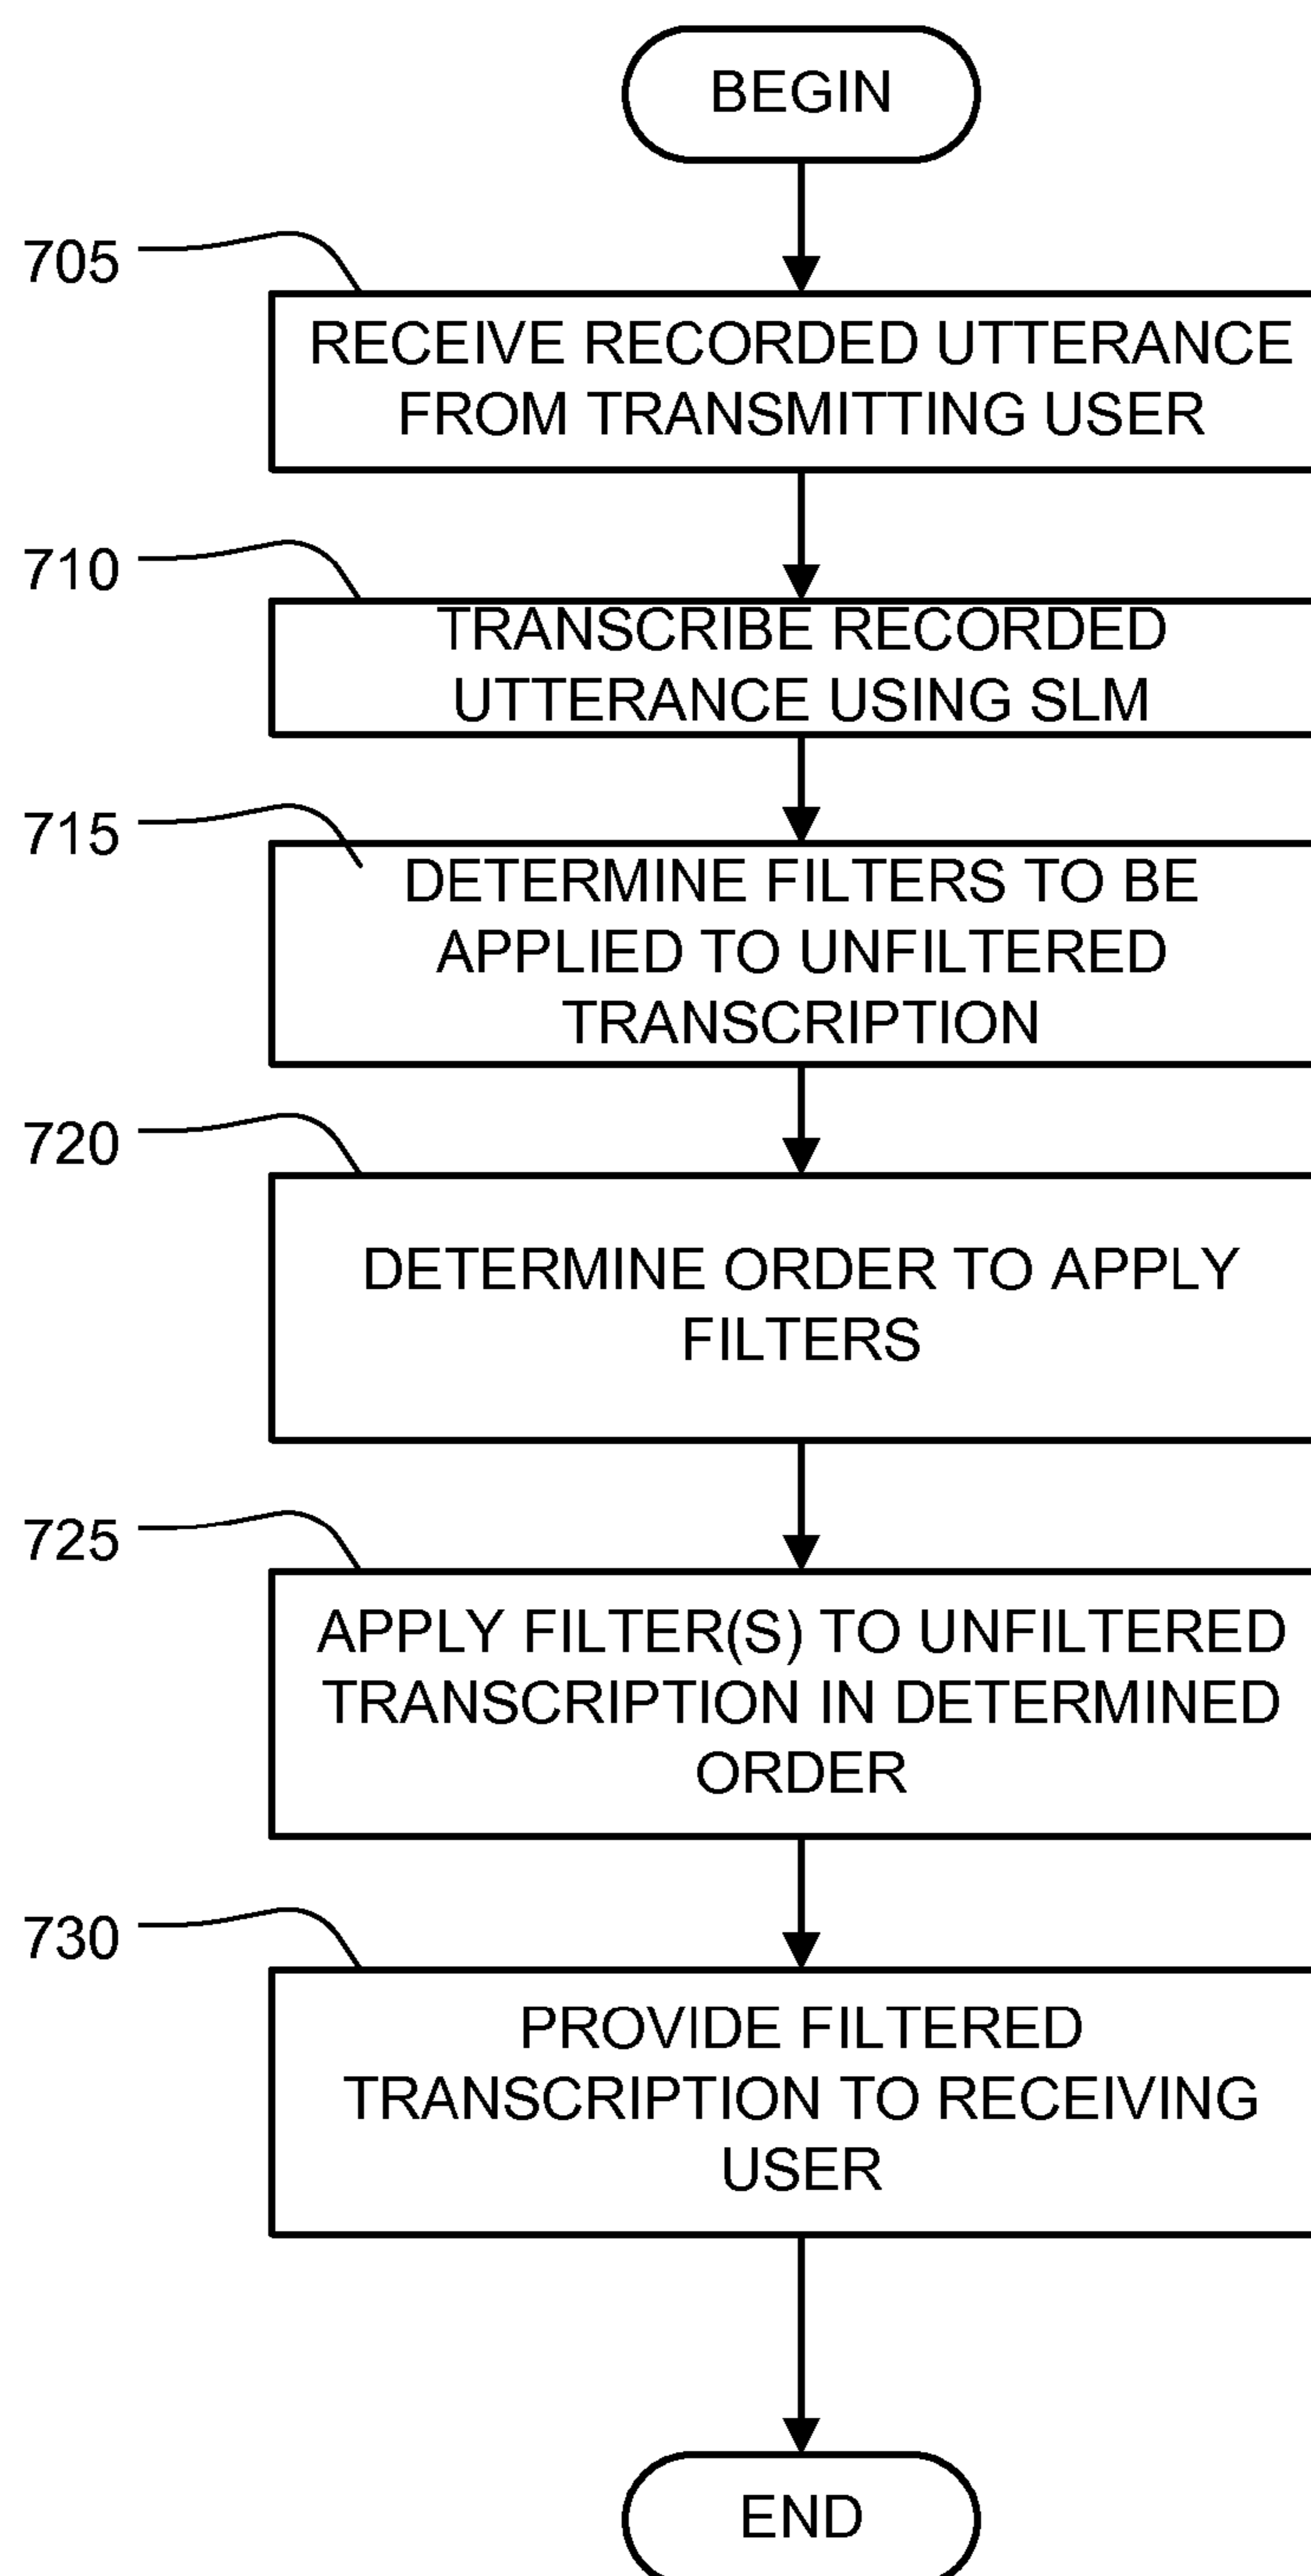 BEGIN
705
RECEIVE RECORDED UTTERANCE
FROM TRANSMITTING USER
710
TRANSCRIBE RECORDED
UTTERANCE USING SLM
715
DETERMINE FILTERS TO BE
APPLIED TO UNFILTERED
TRANSCRIPTION
720
DETERMINE ORDER TO APPLY
FILTERS
725
APPLY FILTER(S) TO UNFILTERED
TRANSCRIPTION IN DETERMINED
ORDER
730
PROVIDE FILTERED
TRANSCRIPTION TO RECEIVING
USER
END